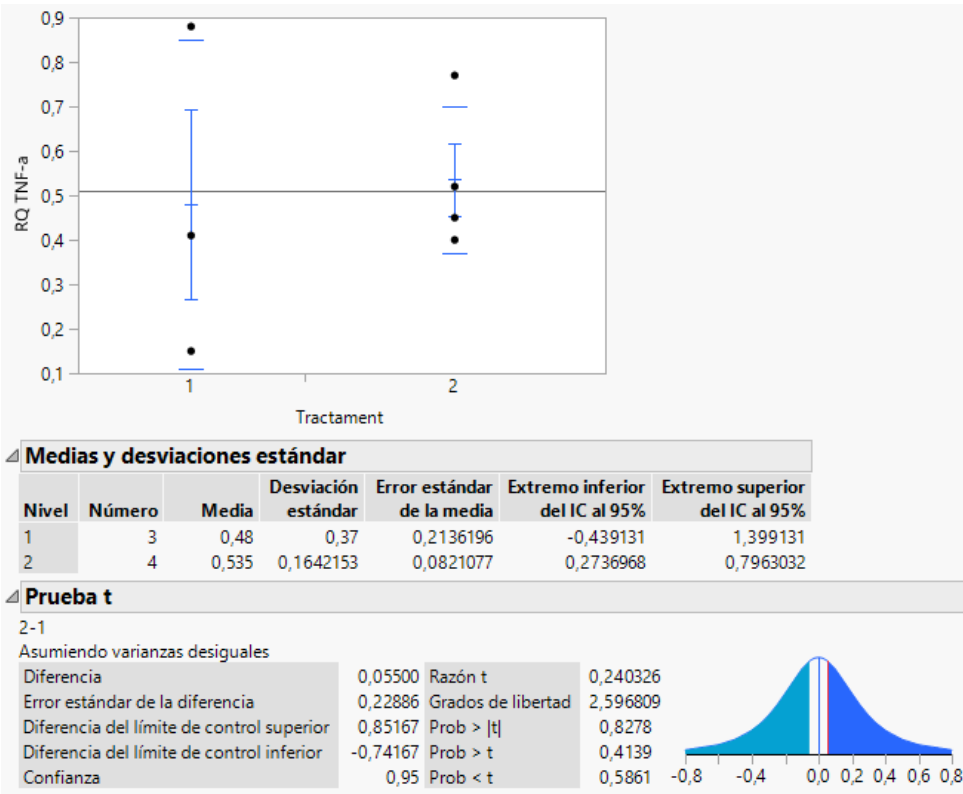 0,9
0,8
0,7
0,6
0,5
0,4
0,3
0,2
0,1
RQ TNF-a
1 2
Tractament
Medias y desviaciones estándar
Desviación Error estándar Extremo inferior Extremo superior
Nivel Número Media estándar de la media del IC al 95% del IC al 95%
1 3 0,48 0,37 0,2136196 -0,439131 1,399131
2 4 0,535 0,1642153 0,0821077 0,2736968 0,7963032
Prueba t
2-1
Asumiendo varianzas desiguales
Diferencia 0,05500 Razón t 0,240326
Error estándar de la diferencia 0,22886 Grados de libertad 2,596809
Diferencia del límite de control superior 0,85167 Prob > |t| 0,8278
Diferencia del límite de control inferior -0,74167 Prob > t 0,4139
Confianza 0,95 Prob < t 0,5861
-0,8 -0,4 0,0 0,2 0,4 0,6 0,8